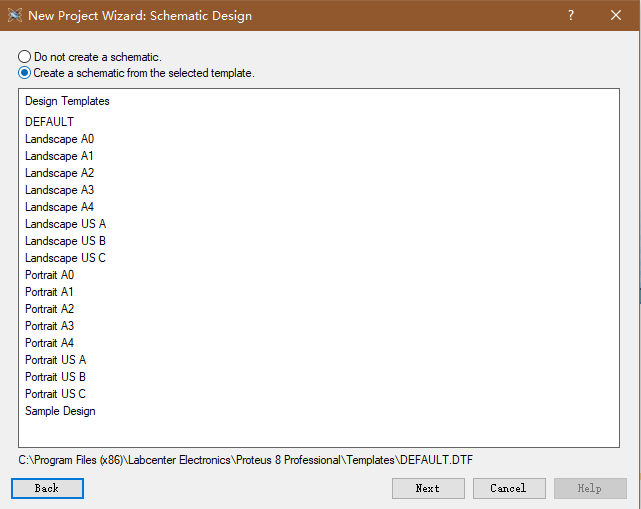 New Project Wizard: Schematic Design ? ×
Do not create a schematic.
Create a schematic from the selected template.
Design Templates
DEFAULT
Landscape A0
Landscape A1
Landscape A2
Landscape A3
Landscape A4
Landscape US A
Landscape US B
Landscape US C
Portrait A0
Portrait A1
Portrait A2
Portrait A3
Portrait A4
Portrait US A
Portrait US B
Portrait US C
Sample Design
C:\Program Files (x86)\Labcenter Electronics\Proteus 8 Professional\Templates\DEFAULT.DTF
Back Next Cancel Help